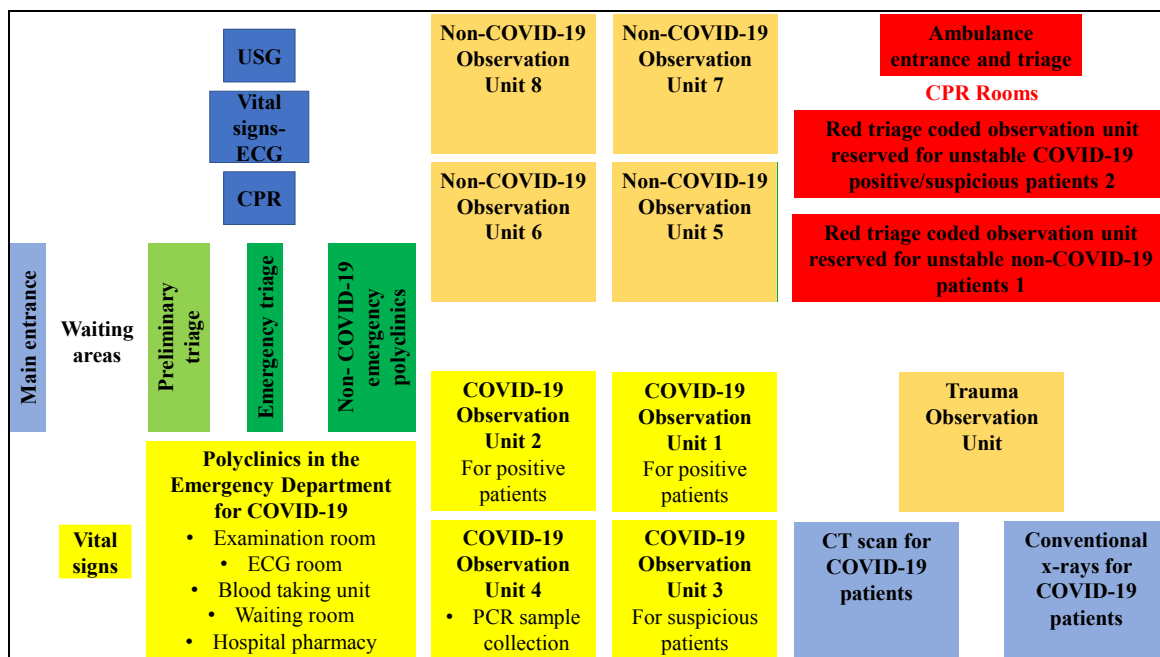 USG
Vital
signs-
ECG
CPR
Non-COVID-19
Observation
Unit 8
Non-COVID-19
Observation
Unit 7
Ambulance
entrance and triage
CPR Rooms
Red triage coded observation unit
reserved for unstable COVID-19
positive/suspicious patients 2
Non-COVID-19
Observation
Unit 6
Non-COVID-19
Observation
Unit 5
Red triage coded observation unit
reserved for unstable non-COVID-19
patients 1
Main entrance
Waiting
areas
Preliminary
triage
Emergency triage
Non- COVID-19
emergency
polyclinics
COVID-19
Observation
Unit 2
For positive
patients
COVID-19
Observation
Unit 1
For positive
patients
Trauma
Observation
Unit
Vital
signs
Polyclinics in the
Emergency Department
for COVID-19
• Examination room
• ECG room
• Blood taking unit
• Waiting room
• Hospital pharmacy
COVID-19
Observation
Unit 4
• PCR sample
collection
COVID-19
Observation
Unit 3
For suspicious
patients
CT scan for
COVID-19
patients
Conventional
x-rays for
COVID-19
patients